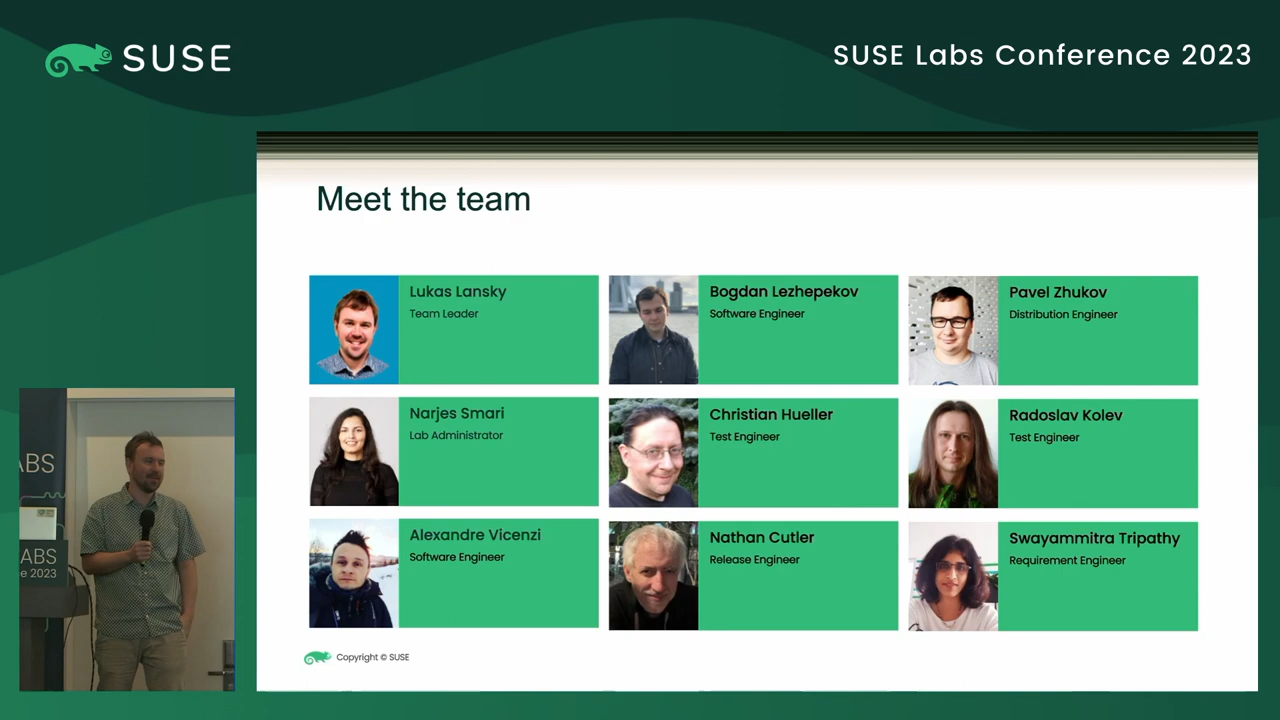 SUSE
SUSE Labs Conference 2023
Meet the team
Lukas Lansky
Team Leader
Bogdan Lezhepekov
Software Engineer
Pavel Zhukov
Distribution Engineer
Narjes Smari
Lab Administrator
Christian Hueller
Test Engineer
Radoslav Kolev
Test Engineer
Alexandre Vicenzi
Software Engineer
Nathan Cutler
Release Engineer
Swayammitra Tripathy
Requirement Engineer
Copyright © SUSE
ABS
ABS
e 2023